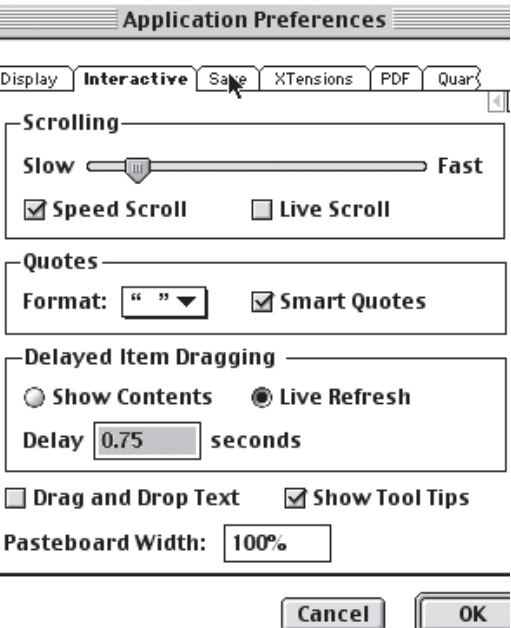 Application Preferences
Display Interactive Save XTensions PDF Quar
Scrolling
Slow Fast
Speed Scroll Live Scroll
Quotes
Format: “ ” Smart Quotes
Delayed Item Dragging
Show Contents Live Refresh
Delay 0.75 seconds
Drag and Drop Text Show Tool Tips
Pasteboard Width: 100%
Cancel OK